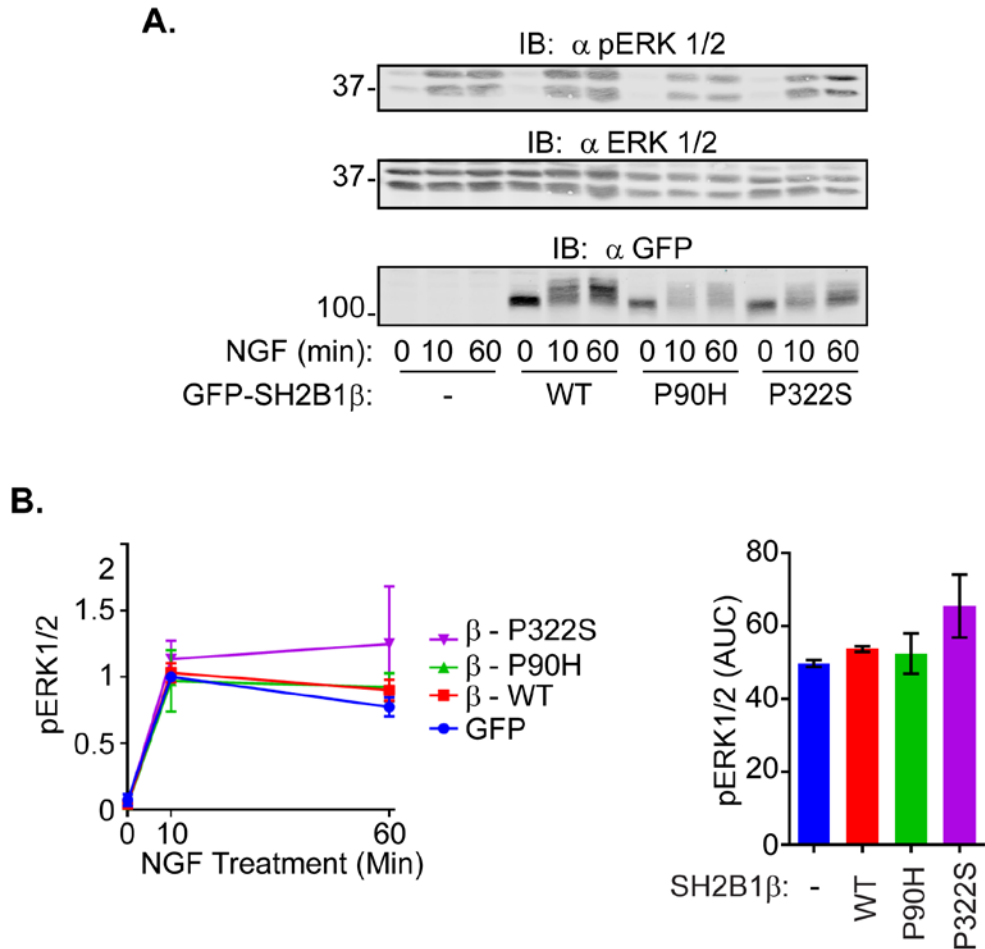 A.
IB: α pERK 1/2
37
IB: α ERK 1/2
37
IB: α GFP
100
NGF (min): 0 10 60 0 10 60 0 10 60 0 10 60
GFP-SH2B1β: - WT P90H P322S
B.
pERK1/2
2
1.5
1
0.5
0
0 10 60
NGF Treatment (Min)
β - P322S
β - P90H
β - WT
GFP
pERK1/2 (AUC)
80
60
40
20
0
SH2B1β: - WT P90H P322S